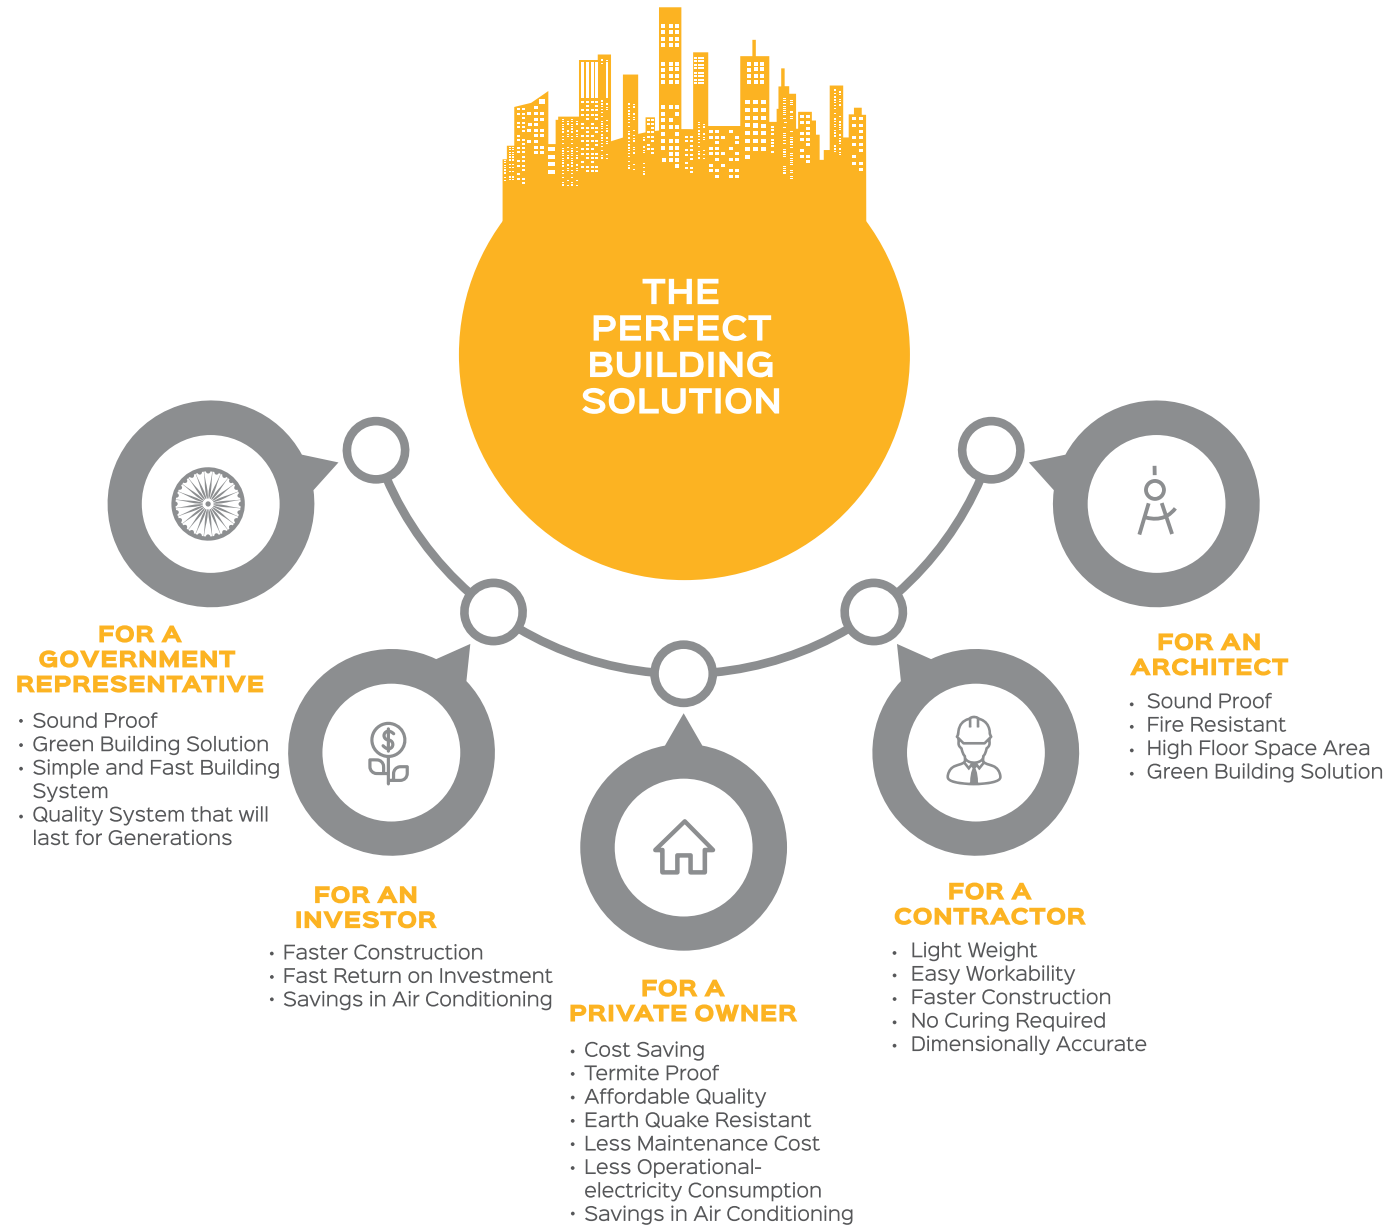 THE
PERFECT
BUILDING
SOLUTION
FOR A
GOVERNMENT
REPRESENTATIVE
• Sound Proof
• Green Building Solution
• Simple and Fast Building
System
• Quality System that will
last for Generations
FOR AN
INVESTOR
• Faster Construction
• Fast Return on Investment
• Savings in Air Conditioning
FOR A
PRIVATE OWNER
• Cost Saving
• Termite Proof
• Affordable Quality
• Earth Quake Resistant
• Less Maintenance Cost
• Less Operational-
electricity Consumption
• Savings in Air Conditioning
FOR A
CONTRACTOR
• Light Weight
• Easy Workability
• Faster Construction
• No Curing Required
• Dimensionally Accurate
FOR AN
ARCHITECT
• Sound Proof
• Fire Resistant
• High Floor Space Area
• Green Building Solution
$